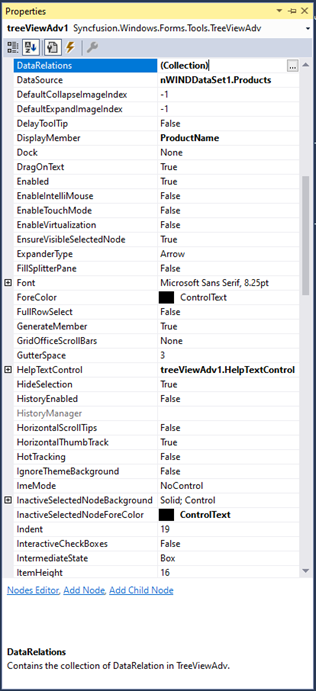 Properties
treeViewAdv1 Syncfusion.Windows.Forms.Tools.TreeViewAdv
DataRelations (Collection) ...
DataSource nWINDDataSet1.Products
DefaultCollapseImageIndex -1
DefaultExpandImageIndex -1
DelayToolTip False
DisplayMember ProductName
Dock None
DragOnText True
Enabled True
EnableIntelliMouse False
EnableTouchMode False
EnableVirtualization False
EnsureVisibleSelectedNode True
ExpanderType Arrow
FillSplitterPane False
Font Microsoft Sans Serif, 8.25pt
ForeColor ControlText
FullRowSelect False
GenerateMember True
GridOfficeScrollBars None
GutterSpace 3
HelpTextControl treeViewAdv1.HelpTextControl
HideSelection True
HistoryEnabled False
HistoryManager
HorizontalScrollTips False
HorizontalThumbTrack True
HotTracking False
IgnoreThemeBackground False
ImeMode NoControl
InactiveSelectedNodeBackground Solid; Control
InactiveSelectedNodeForeColor ControlText
Indent 19
InteractiveCheckBoxes False
IntermediateState Box
ItemHeight 16
Nodes Editor, Add Node, Add Child Node
DataRelations
Contains the collection of DataRelation in TreeViewAdv.